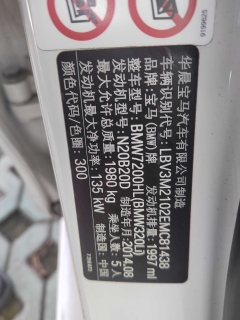 华晨宝马汽车有限公司制造
车辆识别代号: LBV3M2102EMC81438
品牌: 宝马 (BMW)牌 发动机排量: 1997 ml
整车型号: BMW7200HL(BMW320Li)
发动机型号: N20B20D 制造年月: 2014.08
最大允许总质量: 1980 kg 乘坐人数: 5人
发动机最大净功率: 135 kW 制造国: 中国
颜色代码/色圈: 300